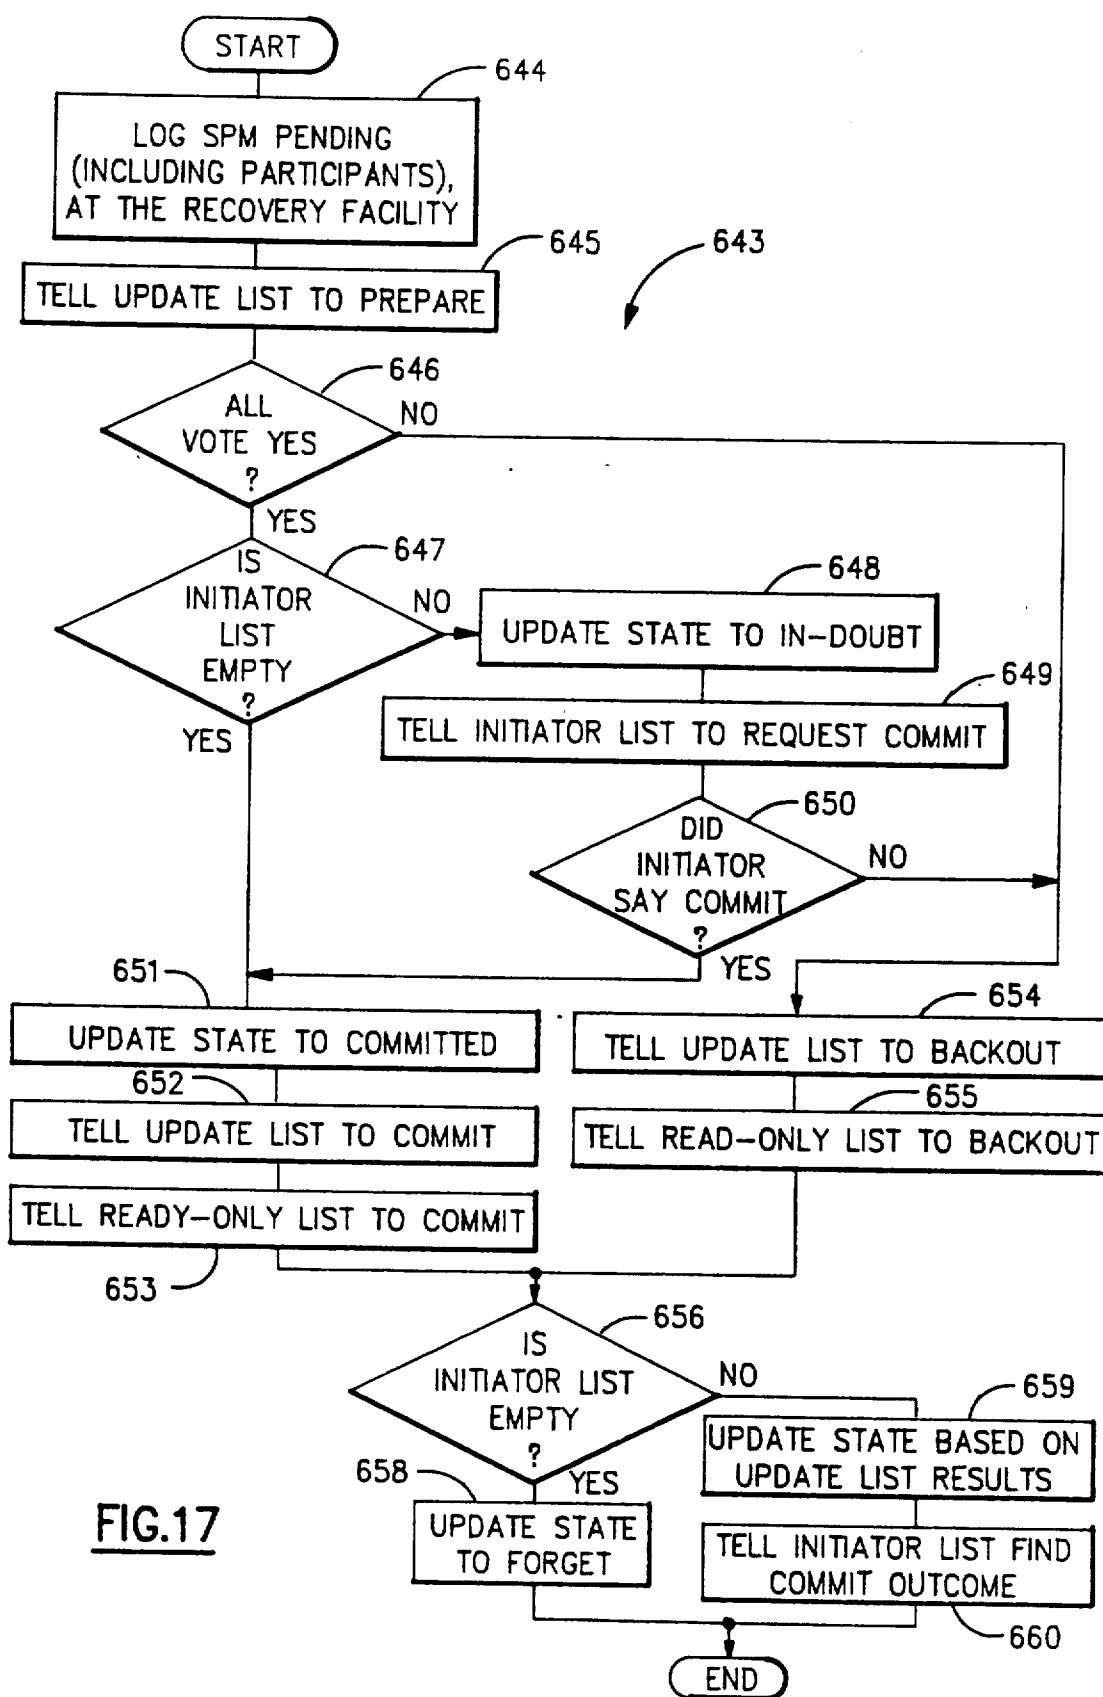 START
644
LOG SPM PENDING
(INCLUDING PARTICIPANTS),
AT THE RECOVERY FACILITY
645
643
TELL UPDATE LIST TO PREPARE
646
ALL
VOTE YES
?
NO
YES
647
IS
INITIATOR
LIST
EMPTY
?
NO
YES
648
UPDATE STATE TO IN-DOUBT
649
TELL INITIATOR LIST TO REQUEST COMMIT
650
DID
INITIATOR
SAY COMMIT
?
NO
YES
651
UPDATE STATE TO COMMITTED
652
TELL UPDATE LIST TO COMMIT
TELL READY-ONLY LIST TO COMMIT
653
654
TELL UPDATE LIST TO BACKOUT
655
TELL READ-ONLY LIST TO BACKOUT
656
IS
INITIATOR LIST
EMPTY
?
NO
YES
658
UPDATE STATE
TO FORGET
659
UPDATE STATE BASED ON
UPDATE LIST RESULTS
TELL INITIATOR LIST FIND
COMMIT OUTCOME
660
END
FIG.17